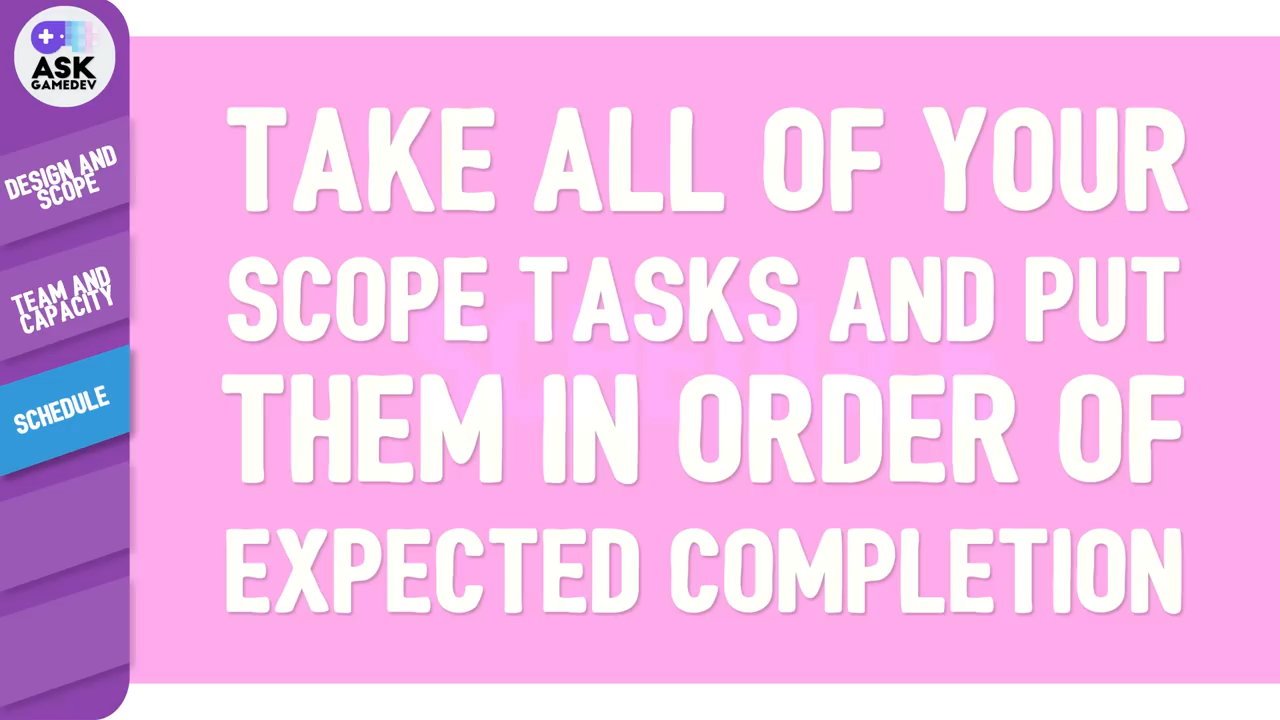 ASK
GAMEDEV
DESIGN AND
SCOPE
TEAM AND
CAPACITY
SCHEDULE
TAKE ALL OF YOUR
SCOPE TASKS AND PUT
THEM IN ORDER OF
EXPECTED COMPLETION